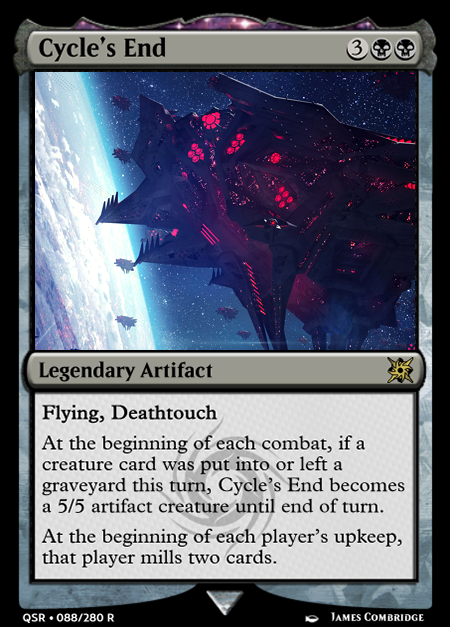 Cycle's End 3
Legendary Artifact
Flying, Deathtouch
At the beginning of each combat, if a
creature card was put into or left a
graveyard this turn, Cycle's End becomes
a 5/5 artifact creature until end of turn.
At the beginning of each player's upkeep,
that player mills two cards.
QSR • 088/280 R
James Combridge